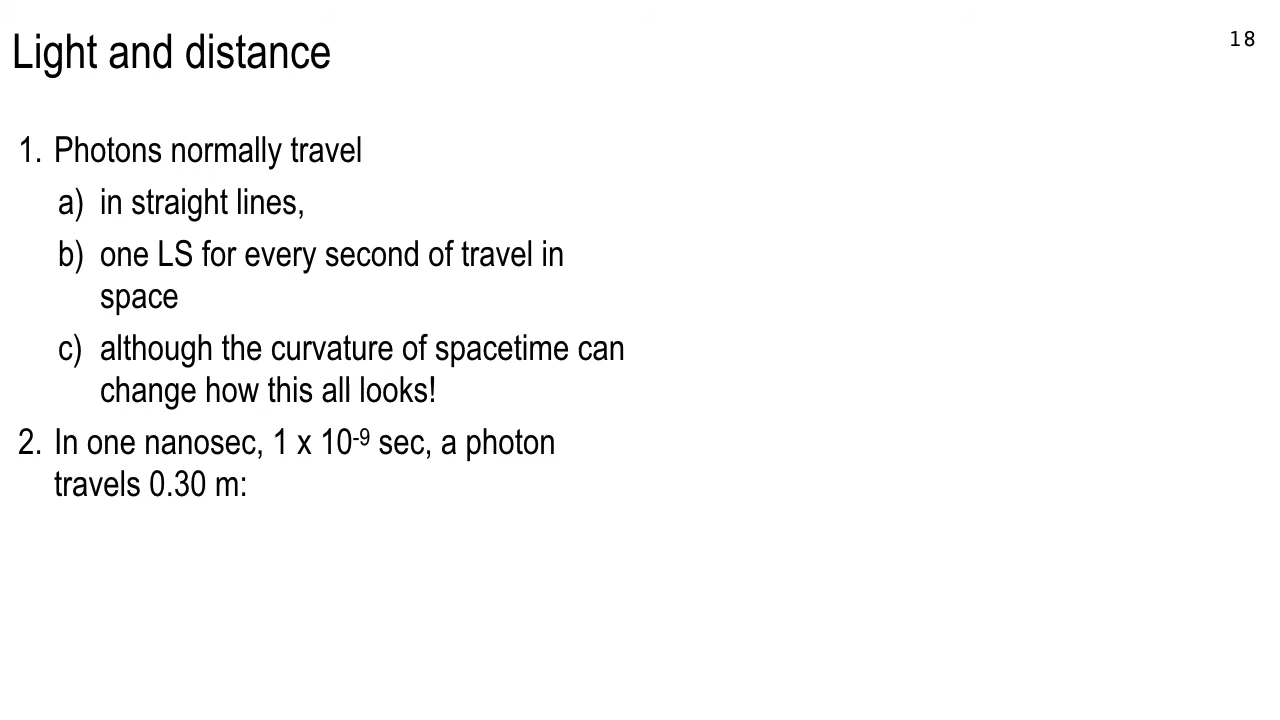 Light and distance
18
1. Photons normally travel
a) in straight lines,
b) one LS for every second of travel in
space
c) although the curvature of spacetime can
change how this all looks!
2. In one nanosec, 1 x 10⁻⁹ sec, a photon
travels 0.30 m: